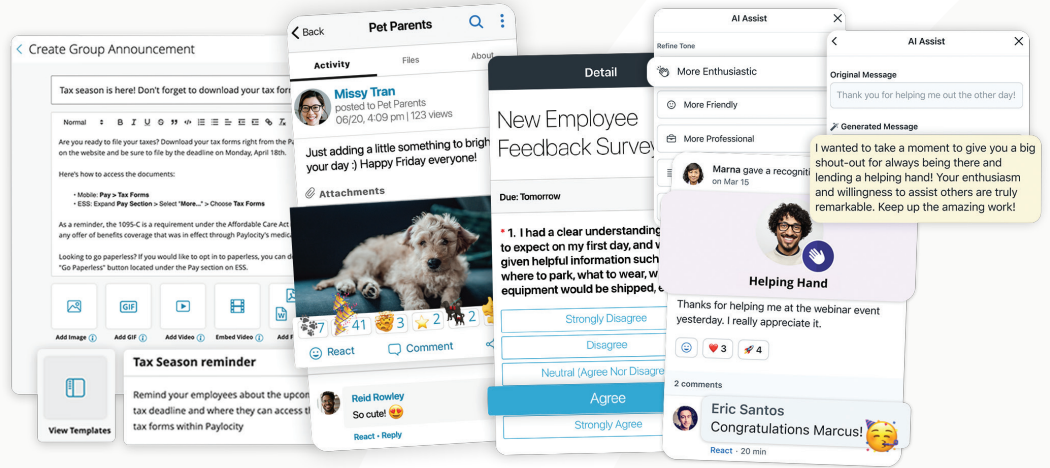 Create Group Announcement
Tax season is here! Don't forget to download your tax for
Normal
Are you ready to file your taxes? Download your tax forms right from the Pa
on the website and be sure to file by the deadline on Monday, April 18th.
Here's how to access the documents:
• Mobile: Pay > Tax Forms
• ESS: Expand Pay Section > Select "More..." > Choose Tax Forms
As a reminder, the 1095-C is a requirement under the Affordable Care Act
any offer of benefits coverage that was in effect through Paylocity's medica
Looking to go paperless? If you would like to opt in to paperless, you can di
"Go Paperless" button located under the Pay section on ESS.
GIF
Add Image
Add GIF
Add Video
Embed Video
Add F
View Templates
Tax Season reminder
Remind your employees about the upcom
tax deadline and where they can access t
tax forms within Paylocity
Back
Pet Parents
Activity
Files
About
Missy Tran
posted to Pet Parents
06/20, 4:09 pm | 123 views
Just adding a little something to brigh
your day :) Happy Friday everyone!
Attachments
7
41
3
2
2
React
Comment
Reid Rowley
So cute!
React • Reply
Detail
New Employee
Feedback Survey
Due: Tomorrow
* 1. I had a clear understanding
to expect on my first day, and w
given helpful information such
where to park, what to wear, w
equipment would be shipped, e
Strongly Disagree
Disagree
Neutral (Agree Nor Disagre
Agree
Strongly Agree
AI Assist
Refine Tone
More Enthusiastic
More Friendly
More Professional
AI Assist
Original Message
Thank you for helping me out the other day!
Generated Message
I wanted to take a moment to give you a big
shout-out for always being there and
lending a helping hand! Your enthusiasm
and willingness to assist others are truly
remarkable. Keep up the amazing work!
Marna gave a recogniti
on Mar 15
Helping Hand
Thanks for helping me at the webinar event
yesterday. I really appreciate it.
3
4
2 comments
Eric Santos
Congratulations Marcus!
React • 20 min